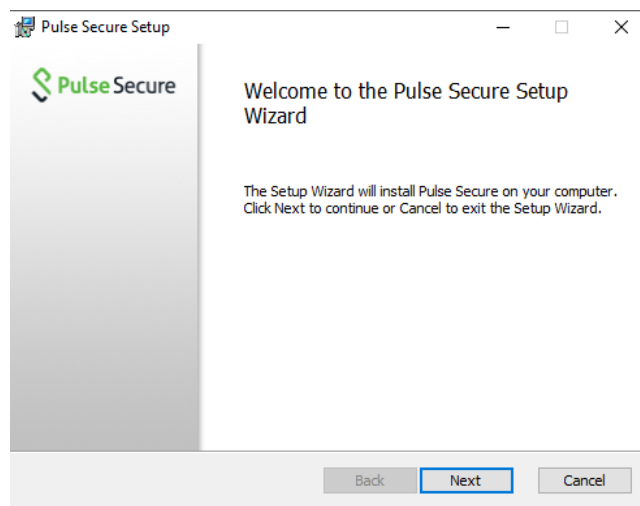 Pulse Secure Setup
Pulse Secure
Welcome to the Pulse Secure Setup
Wizard
The Setup Wizard will install Pulse Secure on your computer.
Click Next to continue or Cancel to exit the Setup Wizard.
Back
Next
Cancel